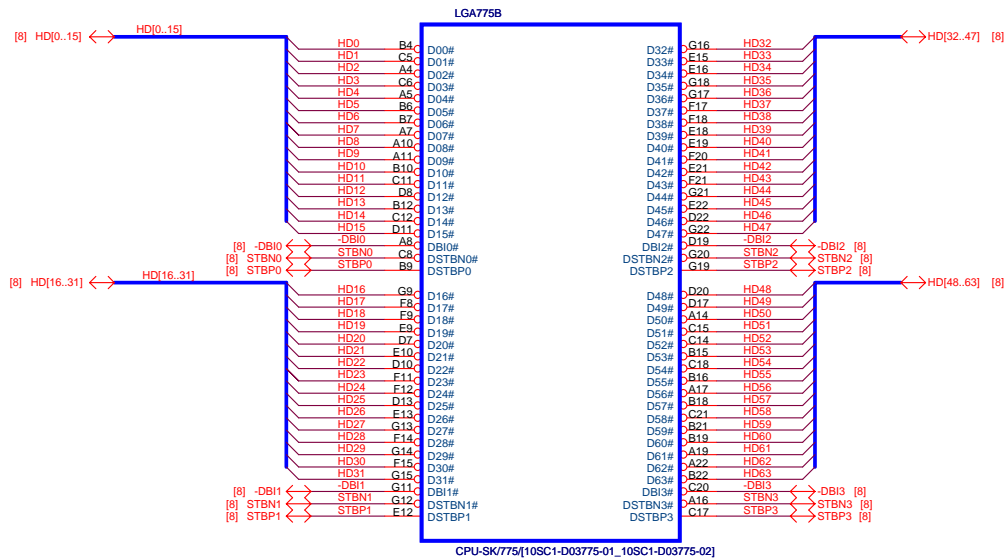 LGA775B
[8] HD[0..15] HD[0..15] HD[32..47] [8]
HD0 B4 D00# D32# G16 HD32
HD1 C5 D01# D33# E15 HD33
HD2 A4 D02# D34# E16 HD34
HD3 C6 D03# D35# G18 HD35
HD4 A5 D04# D36# G17 HD36
HD5 B6 D05# D37# F17 HD37
HD6 B7 D06# D38# F18 HD38
HD7 A7 D07# D39# E18 HD39
HD8 A10 D08# D40# E19 HD40
HD9 A11 D09# D41# F20 HD41
HD10 B10 D10# D42# E21 HD42
HD11 C11 D11# D43# F21 HD43
HD12 D8 D12# D44# G21 HD44
HD13 B12 D13# D45# E22 HD45
HD14 C12 D14# D46# D22 HD46
HD15 D11 D15# D47# G22 HD47
[8] -DBI0 -DBI0 A8 DBI0# DBI2# D19 -DBI2 -DBI2 [8]
[8] STBN0 STBN0 C8 DSTBN0# DSTBN2# G20 STBN2 STBN2 [8]
[8] STBP0 STBP0 B9 DSTBP0 DSTBP2 G19 STBP2 STBP2 [8]
[8] HD[16..31] HD[16..31] HD[48..63] [8]
HD16 G9 D16# D48# D20 HD48
HD17 F8 D17# D49# D17 HD49
HD18 F9 D18# D50# A14 HD50
HD19 E9 D19# D51# C15 HD51
HD20 D7 D20# D52# C14 HD52
HD21 E10 D21# D53# B15 HD53
HD22 D10 D22# D54# C18 HD54
HD23 F11 D23# D55# B16 HD55
HD24 F12 D24# D56# A17 HD56
HD25 D13 D25# D57# B18 HD57
HD26 E13 D26# D58# C21 HD58
HD27 G13 D27# D59# B21 HD59
HD28 F14 D28# D60# B19 HD60
HD29 G14 D29# D61# A19 HD61
HD30 F15 D30# D62# A22 HD62
HD31 G15 D31# D63# B22 HD63
[8] -DBI1 -DBI1 G11 DBI1# DBI3# C20 -DBI3 -DBI3 [8]
[8] STBN1 STBN1 G12 DSTBN1# DSTBN3# A16 STBN3 STBN3 [8]
[8] STBP1 STBP1 E12 DSTBP1 DSTBP3 C17 STBP3 STBP3 [8]
CPU-SK/775/[10SC1-D03775-01_10SC1-D03775-02]